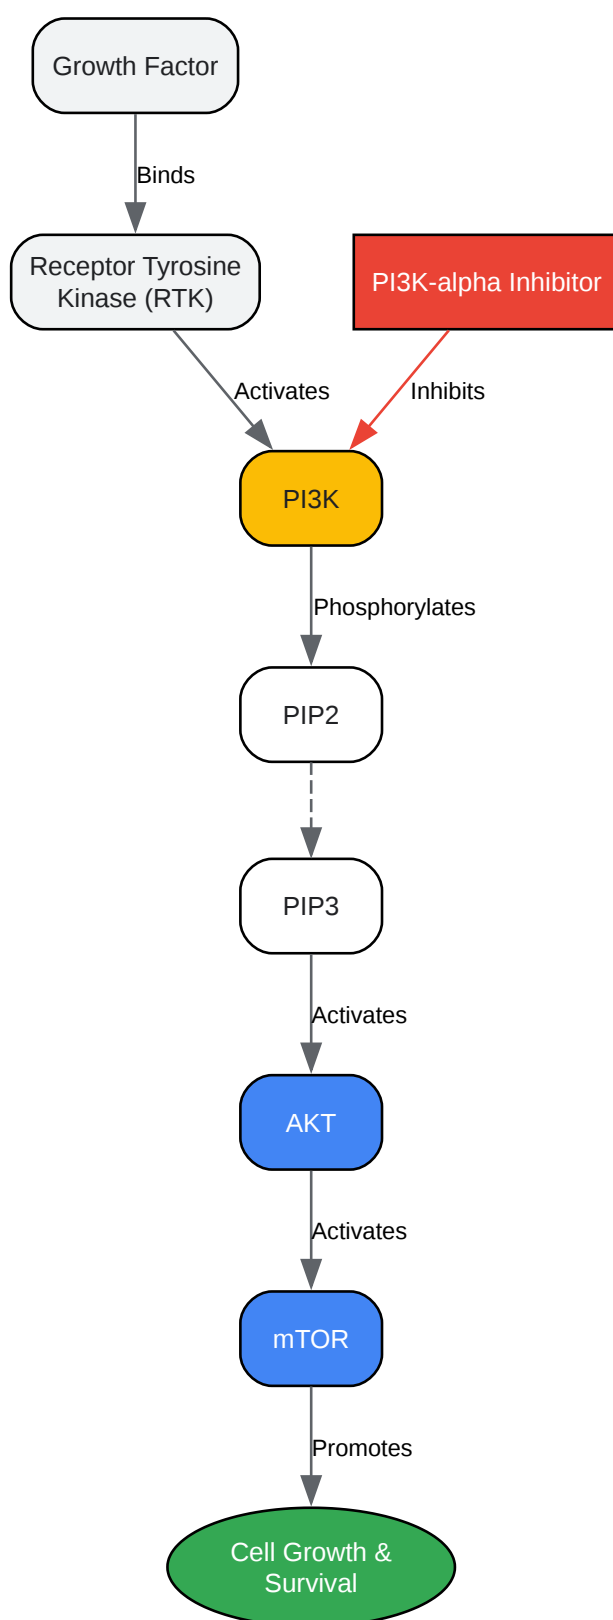 Growth Factor
Binds
Receptor Tyrosine
Kinase (RTK)
PI3K-alpha Inhibitor
Activates
Inhibits
PI3K
Phosphorylates
PIP2
PIP3
Activates
AKT
Activates
mTOR
Promotes
Cell Growth &
Survival